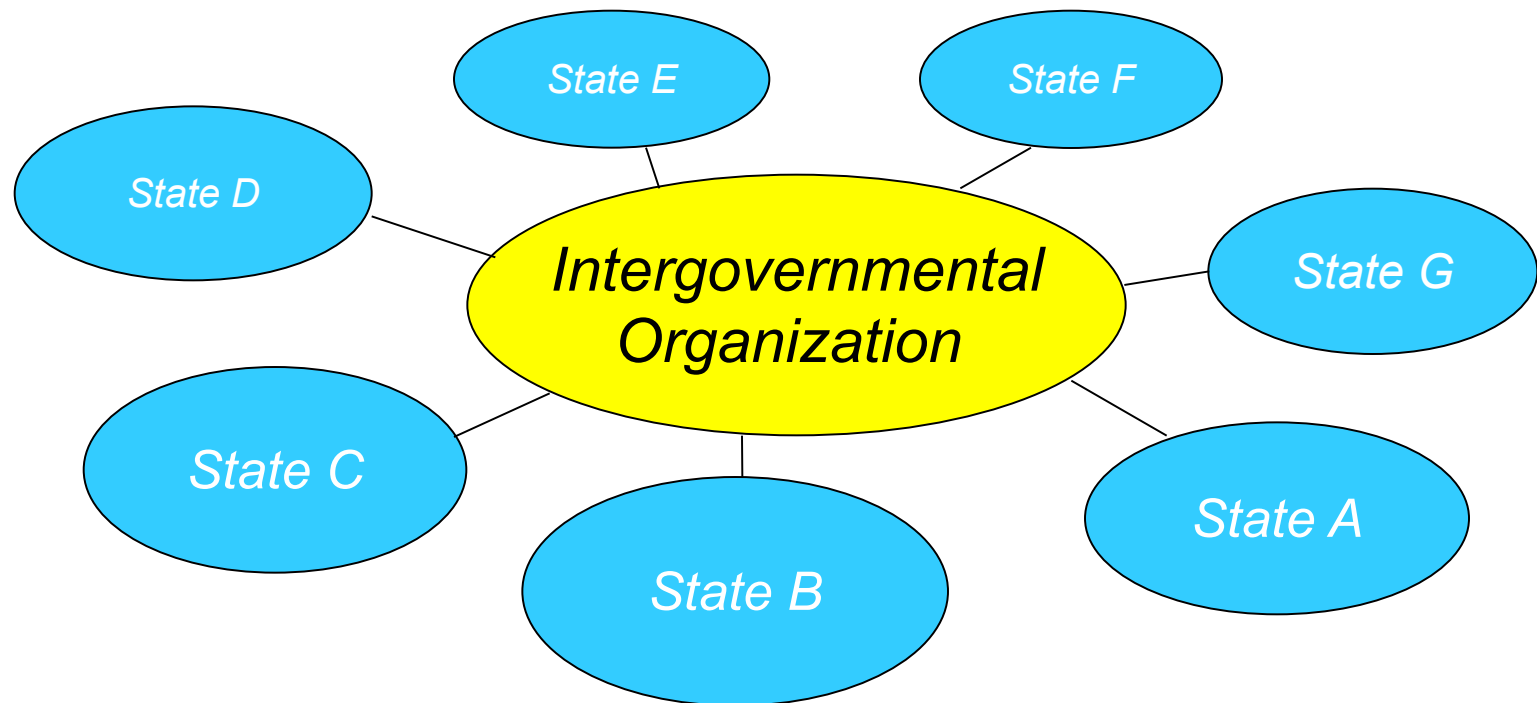 State E
State F
State D
Intergovernmental
Organization
State G
State C
State A
State B